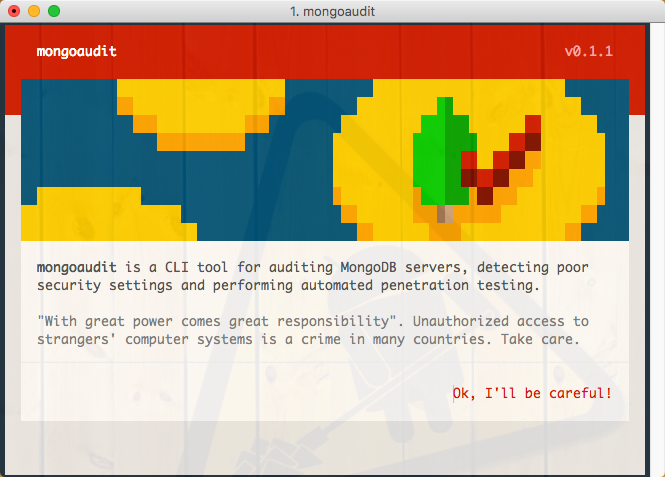 1. mongoaudit
mongoaudit v0.1.1
mongoaudit is a CLI tool for auditing MongoDB servers, detecting poor
security settings and performing automated penetration testing.
"With great power comes great responsibility". Unauthorized access to
strangers' computer systems is a crime in many countries. Take care.
Ok, I'll be careful!